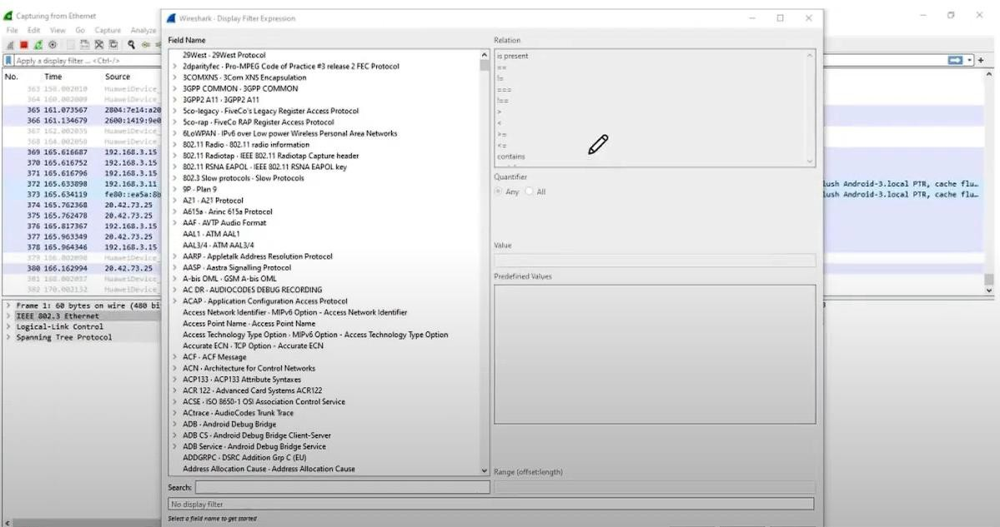 Capturing from Ethernet
File Edit View Go Capture Analyze
Apply a display filter ... <Ctrl-/>
No. Time Source
363 158.002010 HuaweiDevice_
364 160.002009 HuaweiDevice_
365 161.073567 2804:7e14:a20
366 161.134679 2600:1419:9e0
367 162.002035 HuaweiDevice_
368 164.002050 HuaweiDevice_
369 165.616687 192.168.3.15
370 165.616752 192.168.3.15
371 165.616796 192.168.3.15
372 165.633898 192.168.3.11
373 165.634119 fe80::ea5a:8b
374 165.762368 20.42.73.25
375 165.762478 20.42.73.25
376 165.817367 192.168.3.15
377 165.963349 20.42.73.25
378 165.964346 192.168.3.15
379 166.002090 HuaweiDevice_
380 166.162994 20.42.73.25
381 168.002037 HuaweiDevice_
382 170.002132 HuaweiDevice_
lush Android-3.local PTR, cache flu…
lush Android-3.local PTR, cache flu…
Frame 1: 60 bytes on wire (480 bi
IEEE 802.3 Ethernet
Logical-Link Control
Spanning Tree Protocol
Wireshark · Display Filter Expression
Field Name
29West · 29West Protocol
2dparityfec · Pro-MPEG Code of Practice #3 release 2 FEC Protocol
3COMXNS · 3Com XNS Encapsulation
3GPP COMMON · 3GPP COMMON
3GPP2 A11 · 3GPP2 A11
5co-legacy · FiveCo's Legacy Register Access Protocol
5co-rap · FiveCo RAP Register Access Protocol
6LoWPAN · IPv6 over Low power Wireless Personal Area Networks
802.11 Radio · 802.11 radio information
802.11 Radiotap · IEEE 802.11 Radiotap Capture header
802.11 RSNA EAPOL · IEEE 802.11 RSNA EAPOL key
802.3 Slow protocols · Slow Protocols
9P · Plan 9
A21 · A21 Protocol
A615a · Arinc 615a Protocol
AAF · AVTP Audio Format
AAL1 · ATM AAL1
AAL3/4 · ATM AAL3/4
AARP · Appletalk Address Resolution Protocol
AASP · Aastra Signalling Protocol
A-bis OML · GSM A-bis OML
AC DR · AUDIOCODES DEBUG RECORDING
ACAP · Application Configuration Access Protocol
Access Network Identifier · MIPv6 Option - Access Network Identifier
Access Point Name · Access Point Name
Access Technology Type Option · MIPv6 Option - Access Technology Type Option
Accurate ECN · TCP Option - Accurate ECN
ACF · ACF Message
ACN · Architecture for Control Networks
ACP133 · ACP133 Attribute Syntaxes
ACR 122 · Advanced Card Systems ACR122
ACSE · ISO 8650-1 OSI Association Control Service
ACtrace · AudioCodes Trunk Trace
ADB · Android Debug Bridge
ADB CS · Android Debug Bridge Client-Server
ADB Service · Android Debug Bridge Service
ADDGRPC · DSRC Addition Grp C (EU)
Address Allocation Cause · Address Allocation Cause
Search:
No display filter
Select a field name to get started
Relation
is present
==
!=
===
!==
>
<
>=
<=
contains
Quantifier
Any All
Value
Predefined Values
Range (offset:length)